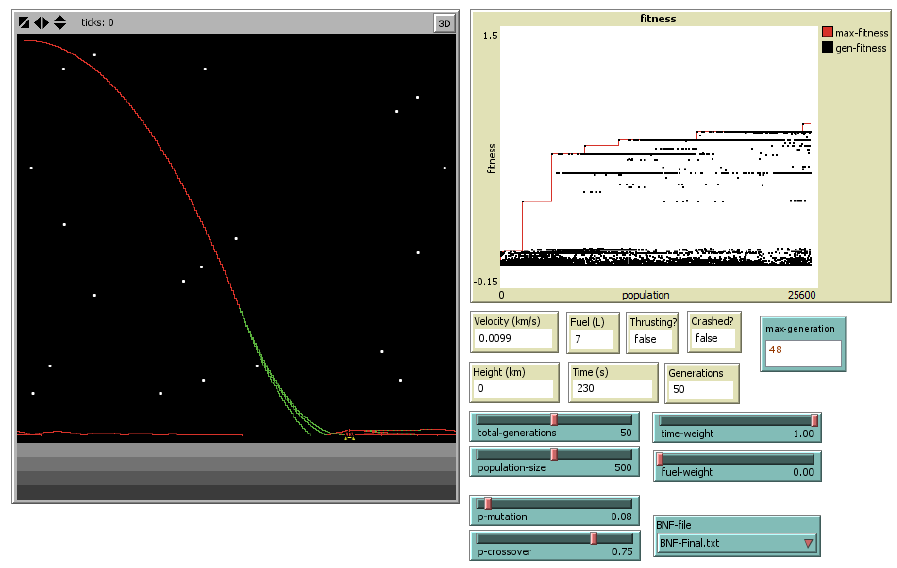 ticks: 0
3D
fitness
1.5
fitness
-0.15
0
population
25600
max-fitness
gen-fitness
Velocity (km/s)
0.0099
Fuel (L)
7
Thrusting?
false
Crashed?
false
max-generation
48
Height (km)
0
Time (s)
230
Generations
50
total-generations 50
time-weight 1.00
population-size 500
fuel-weight 0.00
p-mutation 0.08
p-crossover 0.75
BNF-file
BNF-Final.txt